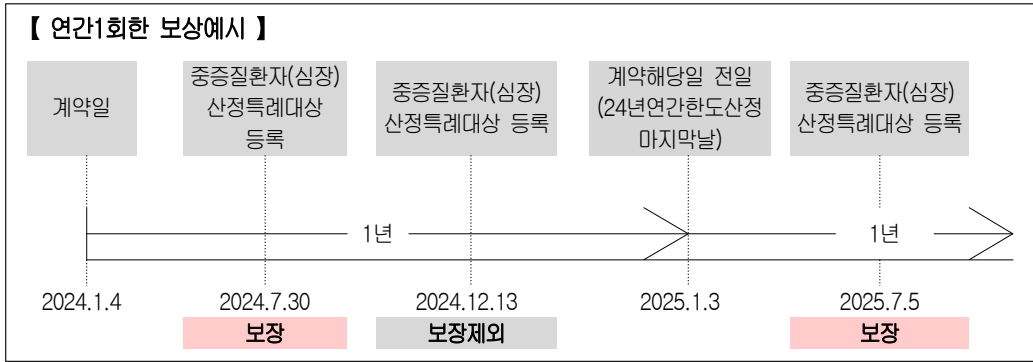 【 연간1회한 보상예시 】
계약일
중증질환자(심장)
산정특례대상
등록
중증질환자(심장)
산정특례대상 등록
계약해당일 전일
(24년연간한도산정
마지막날)
중증질환자(심장)
산정특례대상 등록
1년
1년
2024.1.4
2024.7.30
2024.12.13
2025.1.3
2025.7.5
보장
보장제외
보장